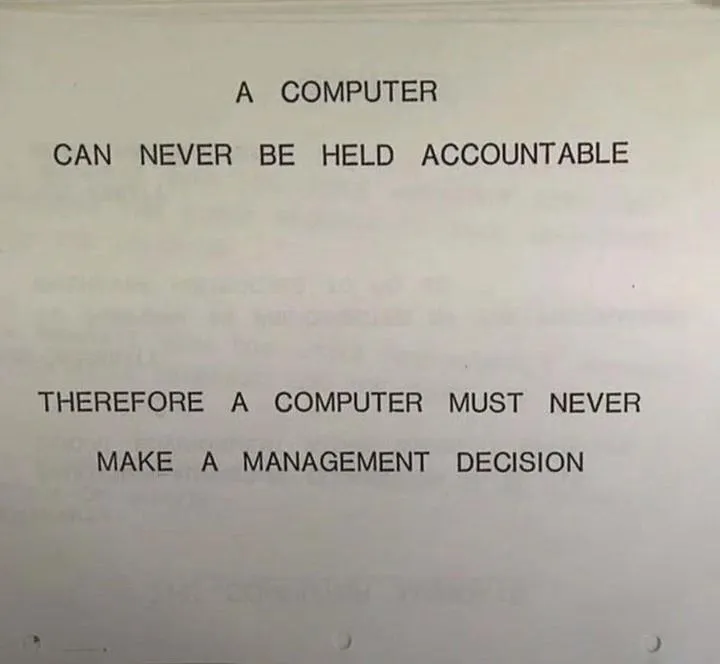 A COMPUTER
CAN NEVER BE HELD ACCOUNTABLE
THEREFORE A COMPUTER MUST NEVER
MAKE A MANAGEMENT DECISION